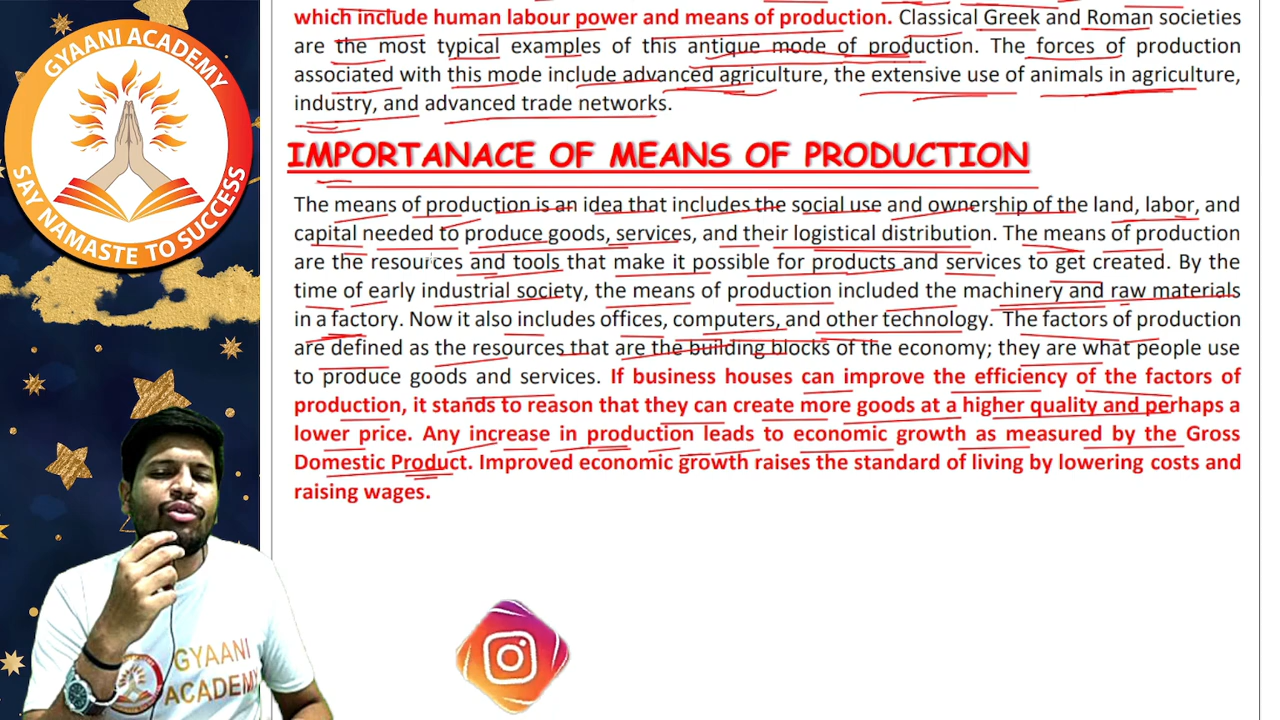 GYAANI ACADEMY
SAY NAMASTE TO SUCCESS
which include human labour power and means of production. Classical Greek and Roman societies
are the most typical examples of this antique mode of production. The forces of production
associated with this mode include advanced agriculture, the extensive use of animals in agriculture,
industry, and advanced trade networks.
IMPORTANACE OF MEANS OF PRODUCTION
The means of production is an idea that includes the social use and ownership of the land, labor, and
capital needed to produce goods, services, and their logistical distribution. The means of production
are the resources and tools that make it possible for products and services to get created. By the
time of early industrial society, the means of production included the machinery and raw materials
in a factory. Now it also includes offices, computers, and other technology. The factors of production
are defined as the resources that are the building blocks of the economy; they are what people use
to produce goods and services. If business houses can improve the efficiency of the factors of
production, it stands to reason that they can create more goods at a higher quality and perhaps a
lower price. Any increase in production leads to economic growth as measured by the Gross
Domestic Product. Improved economic growth raises the standard of living by lowering costs and
raising wages.
GYAANI
ACADEMY